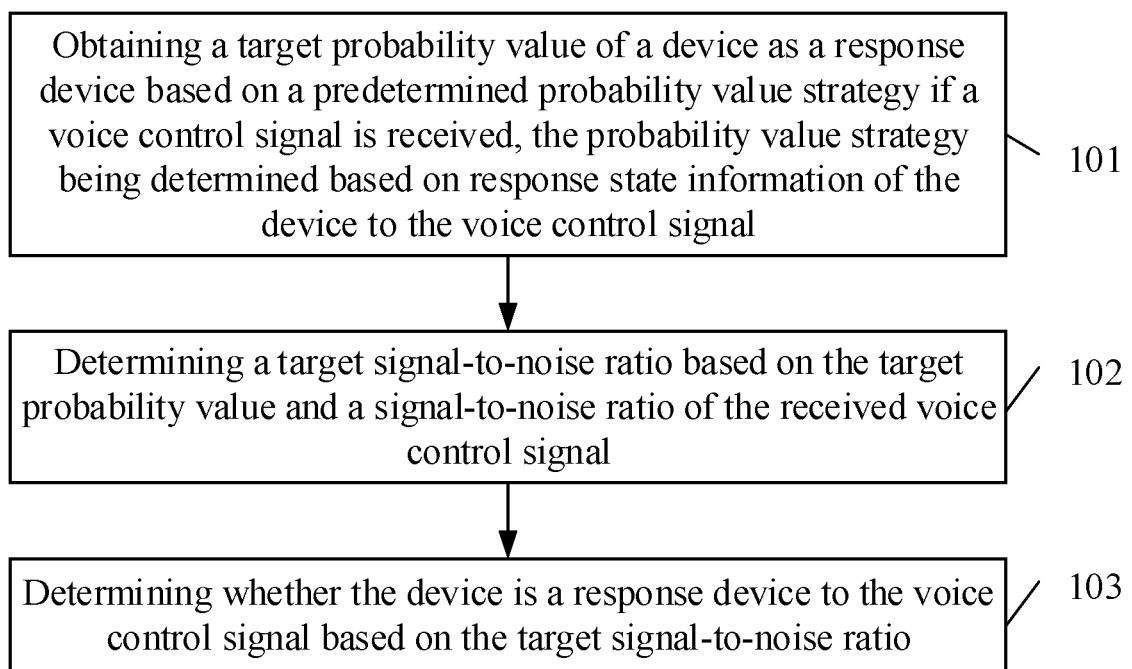 Obtaining a target probability value of a device as a response
device based on a predetermined probability value strategy if a
voice control signal is received, the probability value strategy
being determined based on response state information of the
device to the voice control signal
101
Determining a target signal-to-noise ratio based on the target
probability value and a signal-to-noise ratio of the received voice
control signal
102
Determining whether the device is a response device to the voice
control signal based on the target signal-to-noise ratio
103